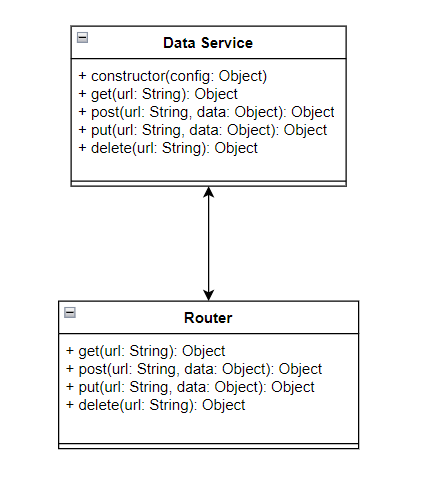 Data Service
+ constructor(config: Object)
+ get(url: String): Object
+ post(url: String, data: Object): Object
+ put(url: String, data: Object): Object
+ delete(url: String): Object
Router
+ get(url: String): Object
+ post(url: String, data: Object): Object
+ put(url: String, data: Object): Object
+ delete(url: String): Object